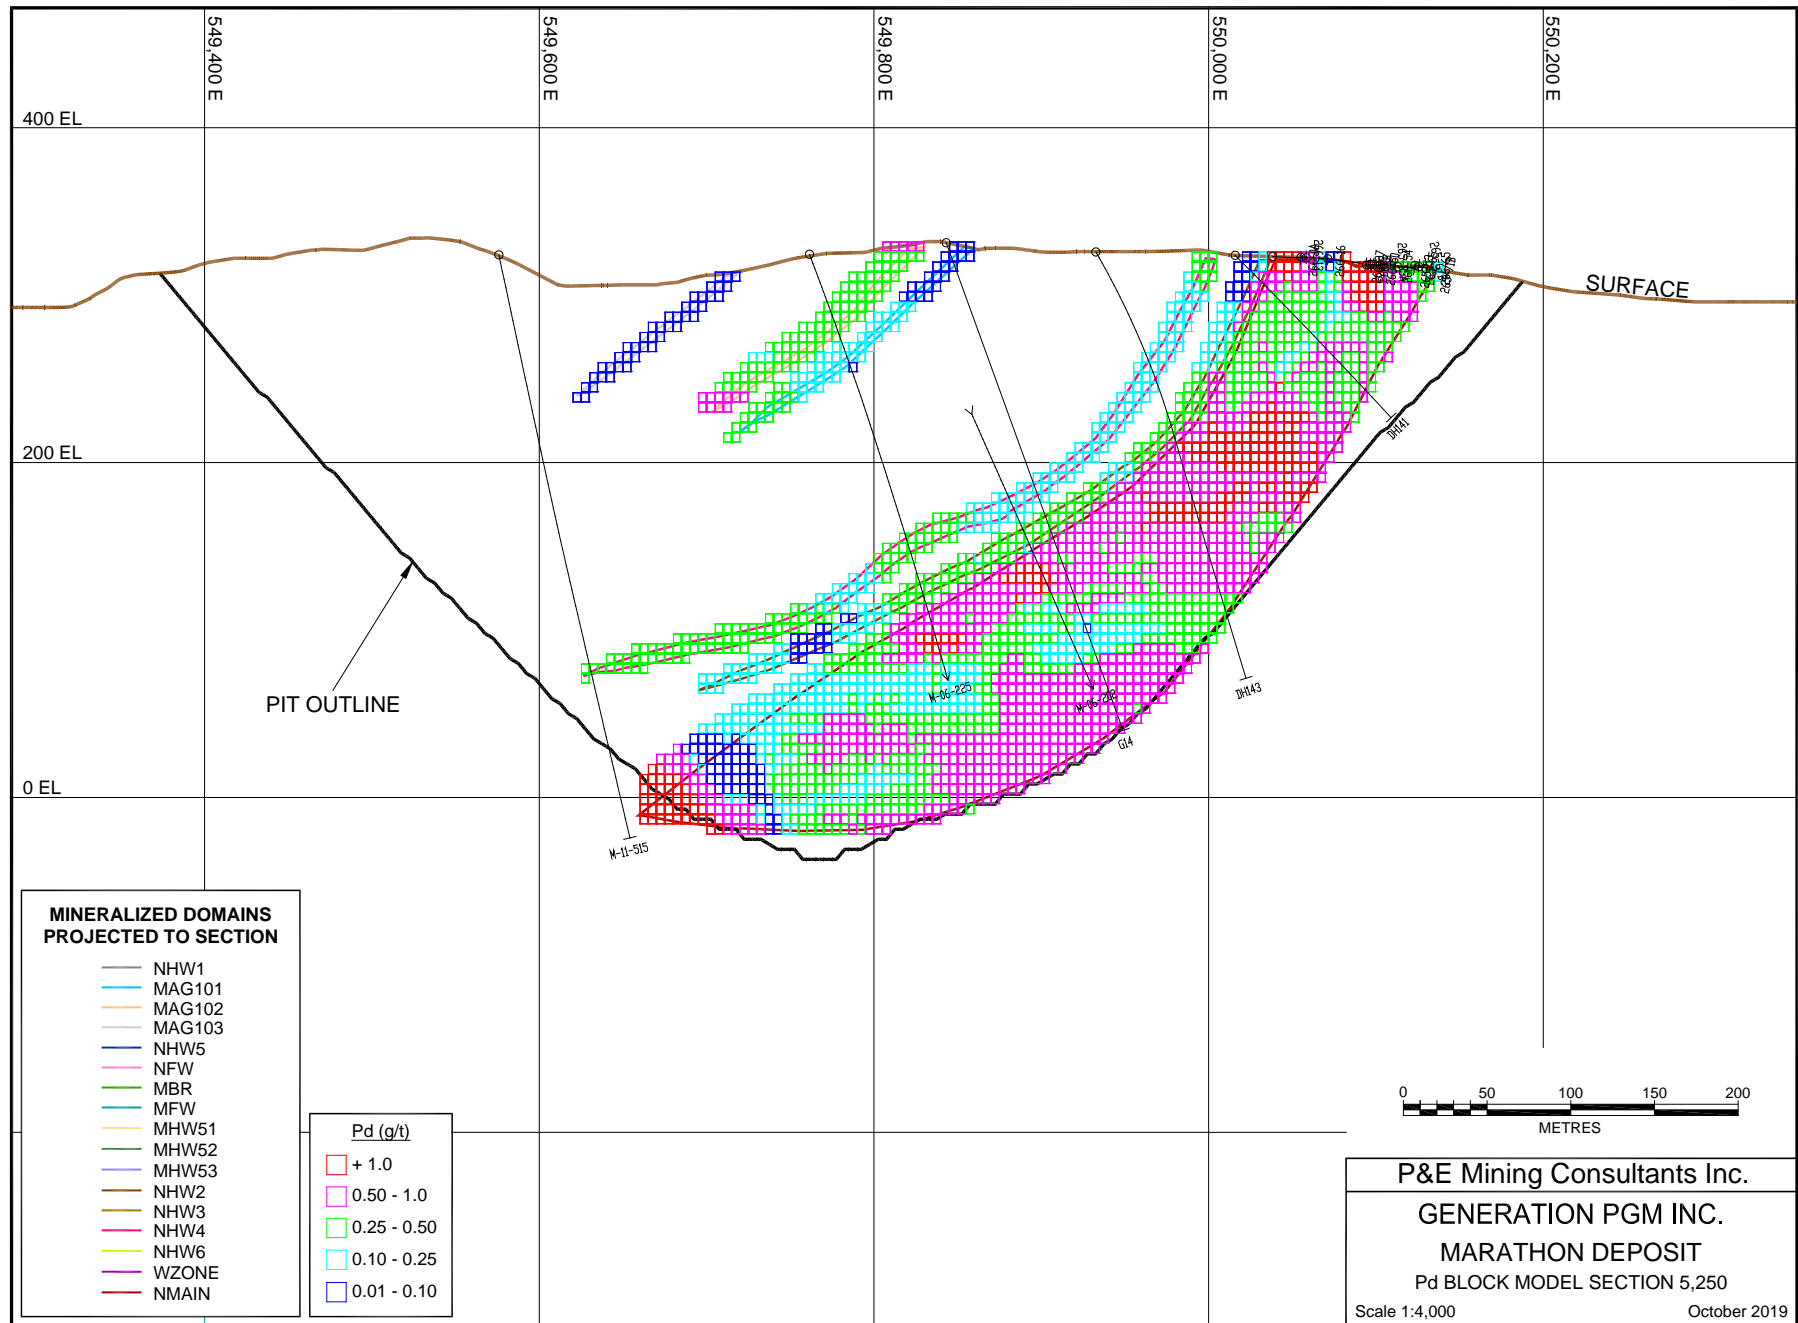 549,400 E
549,600 E
549,800 E
550,000 E
550,200 E
400 EL
200 EL
0 EL
SURFACE
PIT OUTLINE
DH141
DH143
M-06-225
M-06-202
G14
M-11-515
MINERALIZED DOMAINS
PROJECTED TO SECTION
NHW1
MAG101
MAG102
MAG103
NHW5
NFW
MBR
MFW
MHW51
MHW52
MHW53
NHW2
NHW3
NHW4
NHW6
WZONE
NMAIN
Pd (g/t)
+ 1.0
0.50 - 1.0
0.25 - 0.50
0.10 - 0.25
0.01 - 0.10
0 50 100 150 200
METRES
P&E Mining Consultants Inc.
GENERATION PGM INC.
MARATHON DEPOSIT
Pd BLOCK MODEL SECTION 5,250
Scale 1:4,000 October 2019